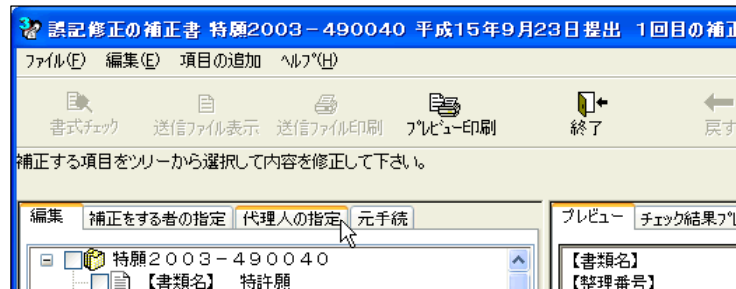 誤記修正の補正書 特願2003-490040 平成15年9月23日提出 1回目の補正
ファイル(F) 編集(E) 項目の追加 ヘルプ(H)
書式チェック 送信ファイル表示 送信ファイル印刷 プレビュー印刷 終了 戻す
補正する項目をツリーから選択して内容を修正して下さい。
編集 補正をする者の指定 代理人の指定 元手続 プレビュー チェック結果プレ
特願2003-490040 【書類名】
【書類名】 特許願 【整理番号】